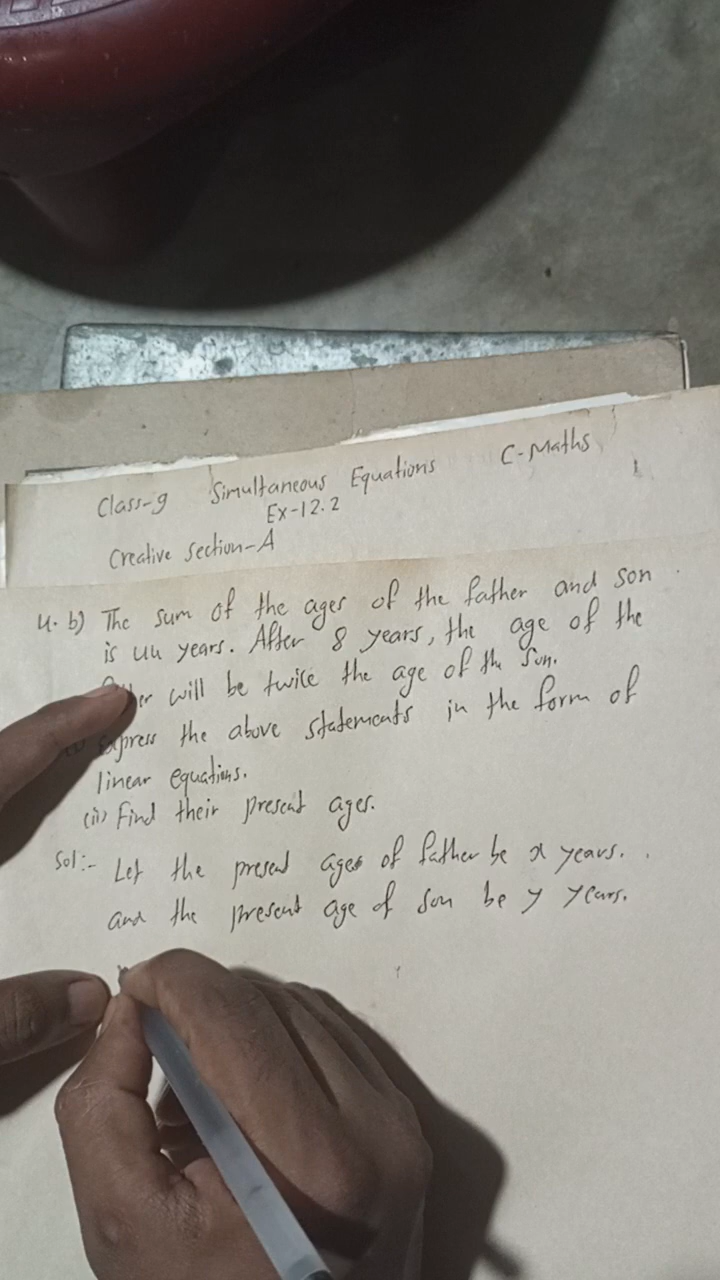 Class-9 Simultaneous Equations C-Maths
Ex-12.2
Creative Section-A
4. b) The sum of the ages of the father and son
is 44 years. After 8 years, the age of the
will be twice the age of the son.
express the above statements in the form of
linear equations.
(ii) Find their present ages.
Sol:- Let the present ages of father be x years.
and the present age of son be y years.